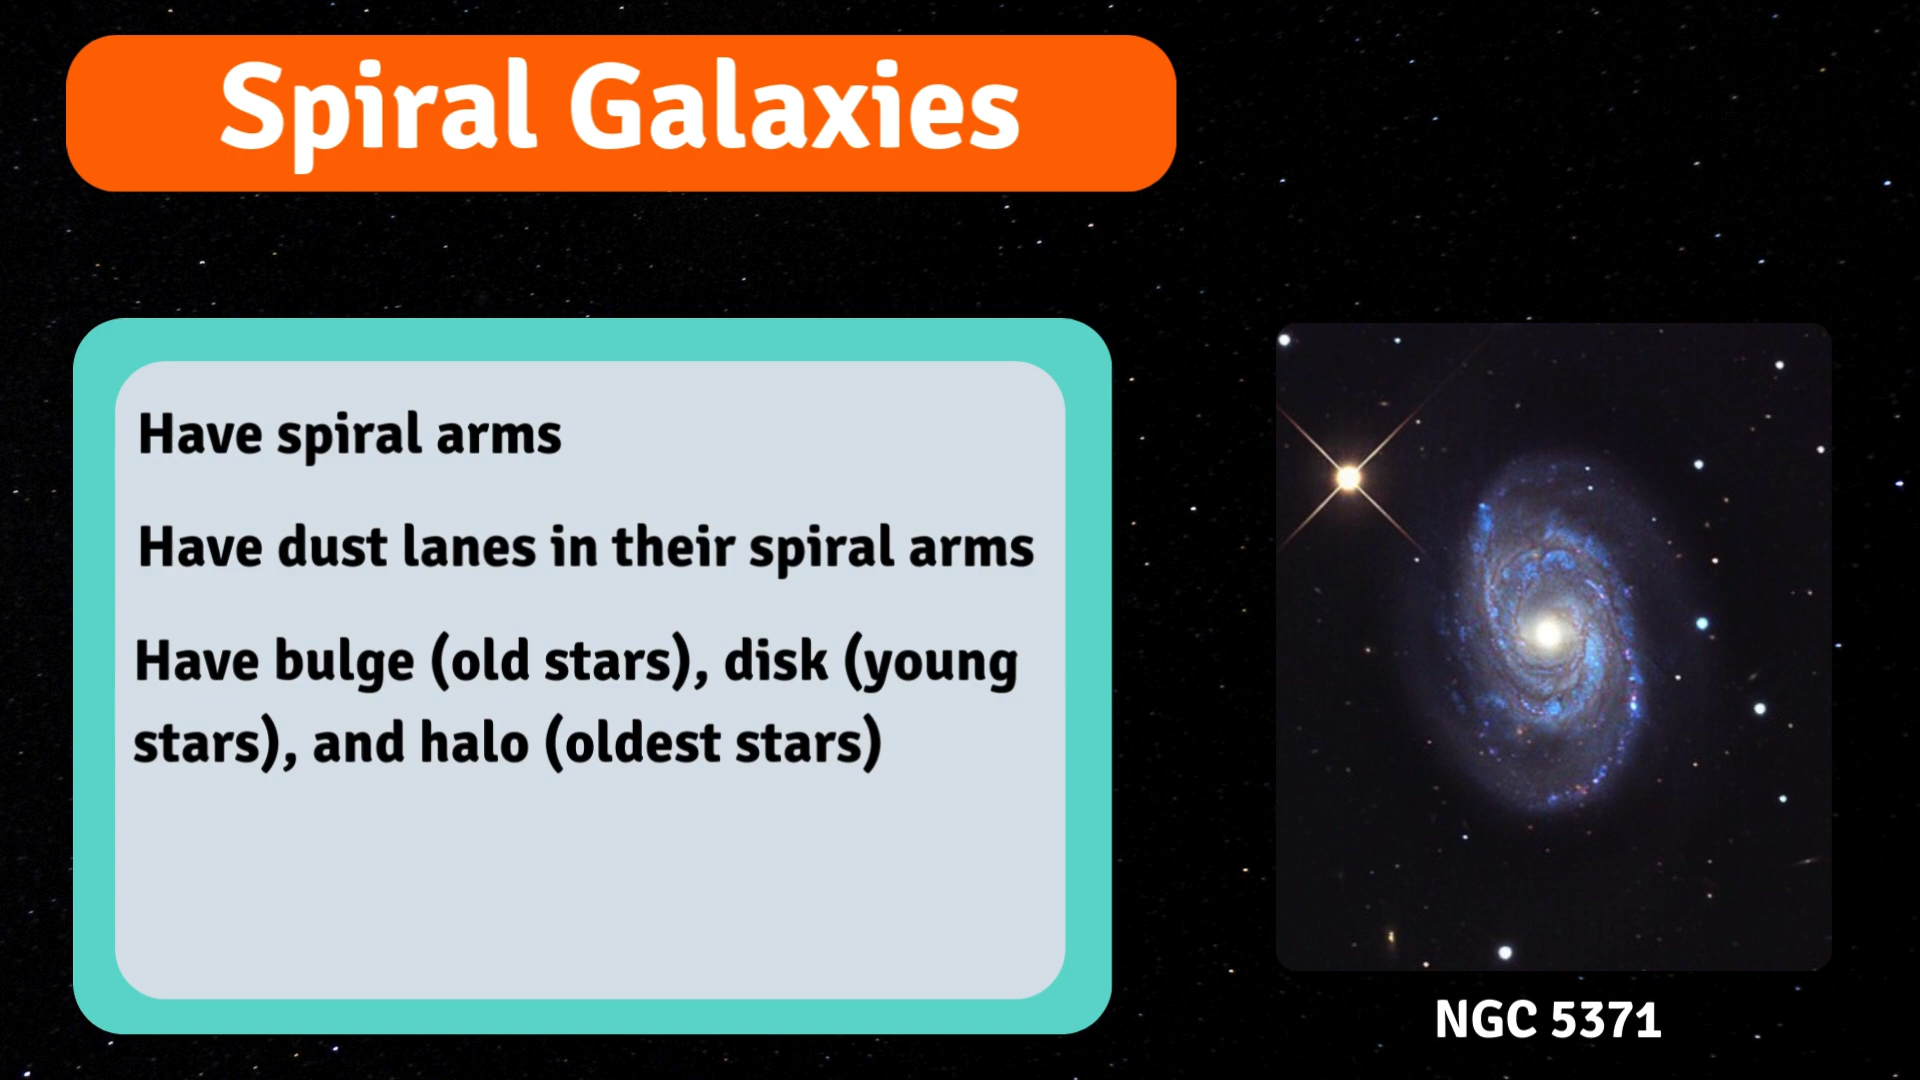 Spiral Galaxies
Have spiral arms
Have dust lanes in their spiral arms
Have bulge (old stars), disk (young
stars), and halo (oldest stars)
NGC 5371